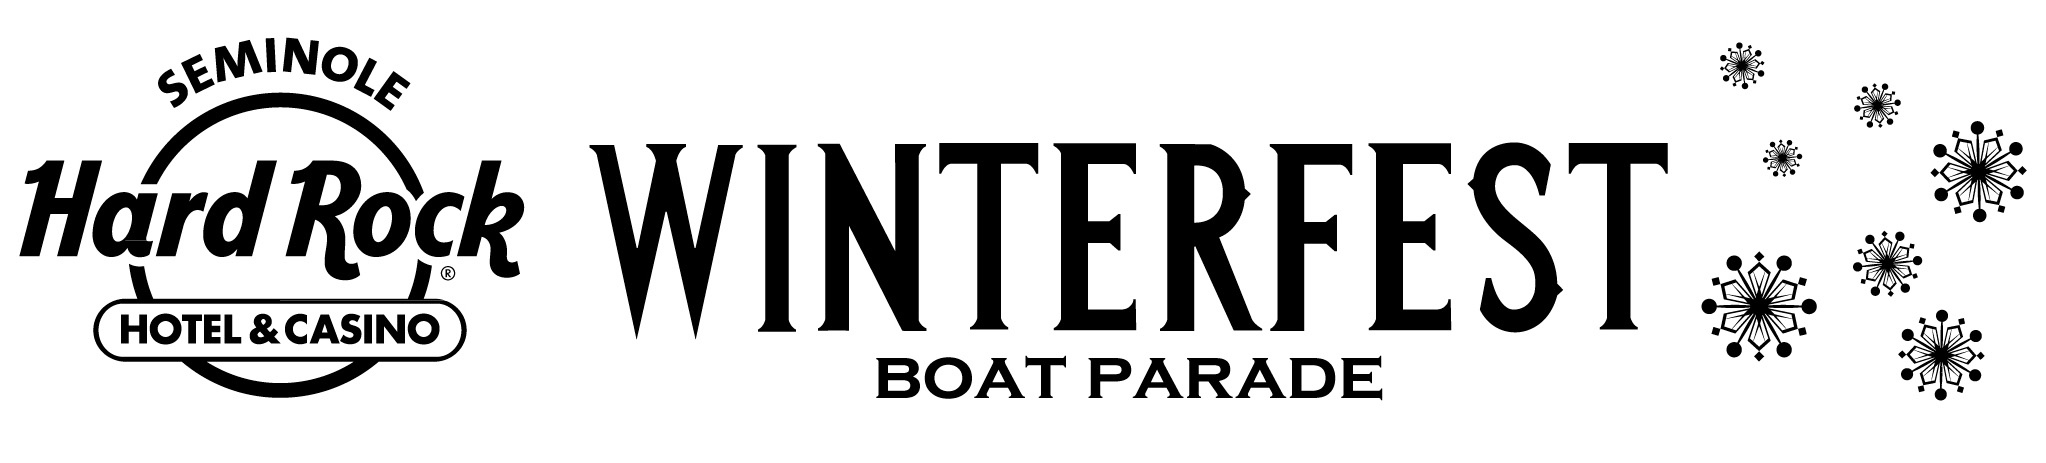 SEMINOLE
Hard Rock®
HOTEL & CASINO
WINTERFEST
BOAT PARADE